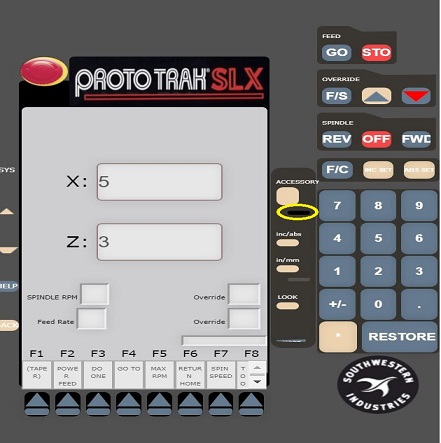 FEED
GO STO
PROTOTRAK SLX
OVERRIDE
F/S
SPINDLE
REV OFF FWD
SYS
F/C INC SET ABS SET
ACCESSORY
X: 5
7 8 9
inc/abs
4 5 6
Z: 3
in/mm
1 2 3
HELP
SPINDLE RPM Override
LOOK
+/- 0 .
Feed Rate Override
* RESTORE
F1 F2 F3 F4 F5 F6 F7 F8
(TAPE
R)
POWE
R
FEED
DO
ONE
GO TO
MAX
RPM
RETUR
N
HOME
SPIN
SPEED
T
O
O
SOUTHWESTERN
INDUSTRIES